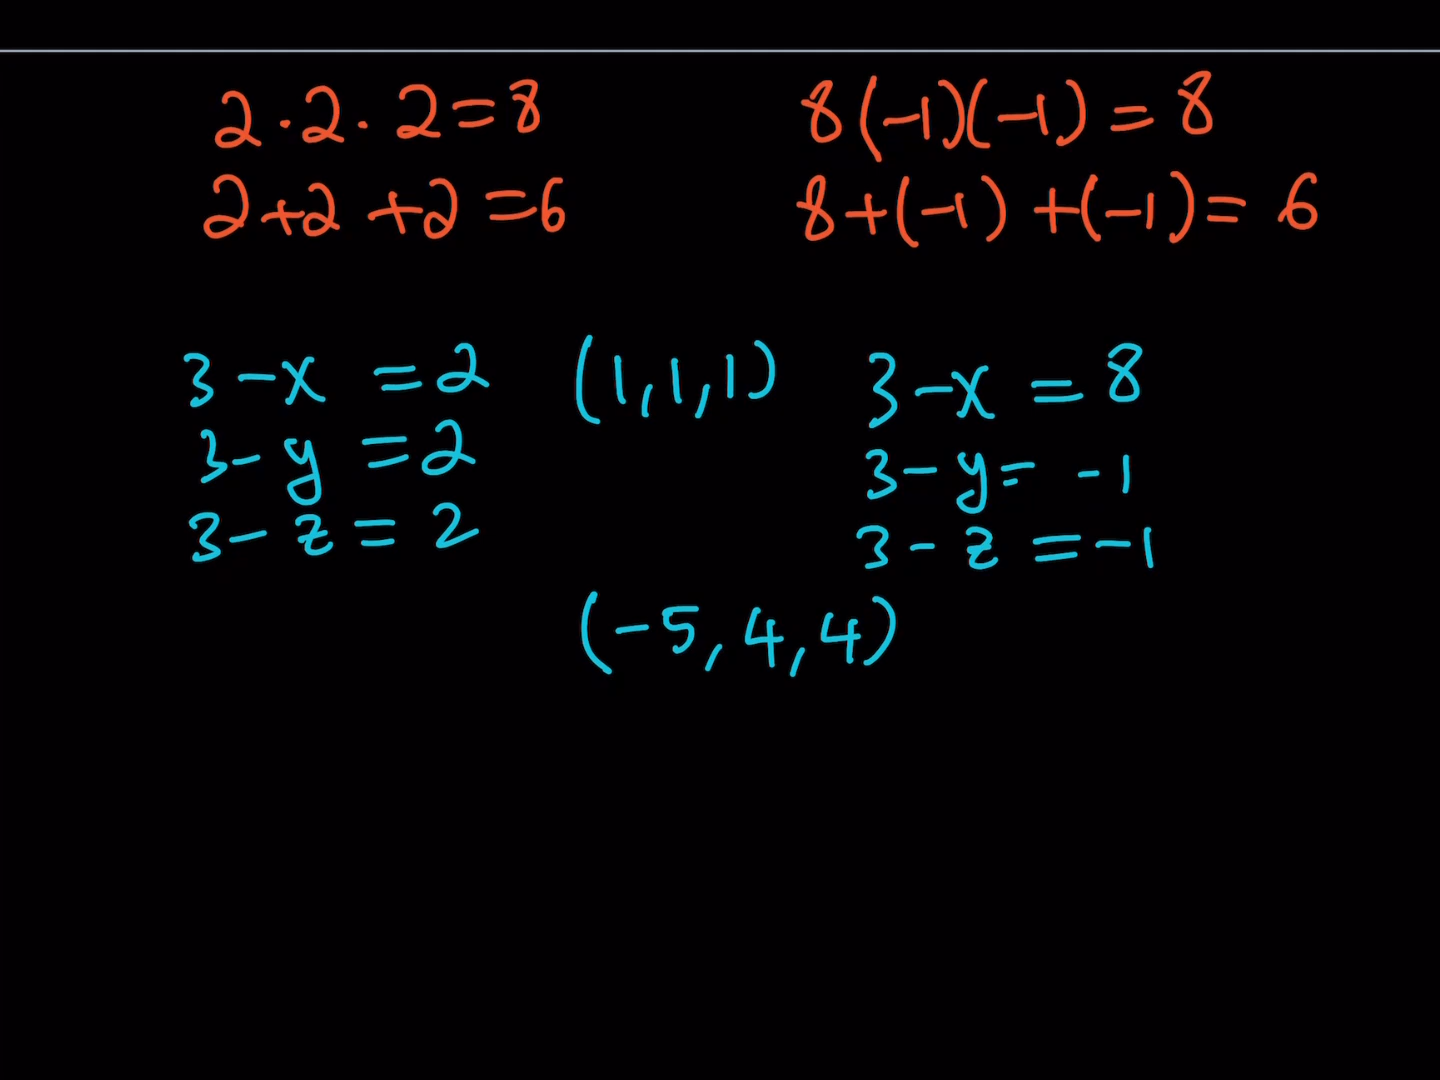 2 · 2 · 2 = 8
2 + 2 + 2 = 6
8 (-1)(-1) = 8
8 + (-1) + (-1) = 6
3 - x = 2
3 - y = 2
3 - z = 2
(1, 1, 1)
3 - x = 8
3 - y = -1
3 - z = -1
(-5, 4, 4)